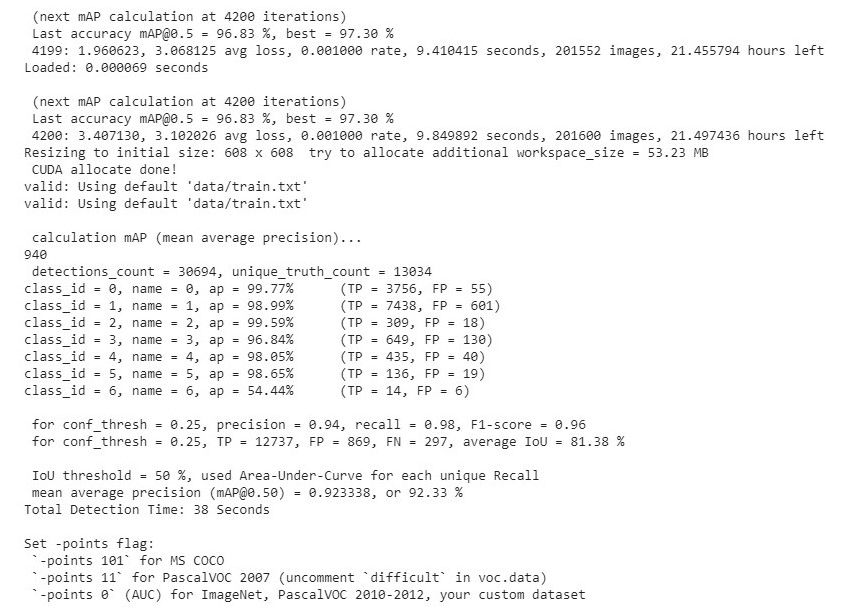 (next mAP calculation at 4200 iterations)
Last accuracy mAP@0.5 = 96.83 %, best = 97.30 %
4199: 1.960623, 3.068125 avg loss, 0.001000 rate, 9.410415 seconds, 201552 images, 21.455794 hours left
Loaded: 0.000069 seconds
(next mAP calculation at 4200 iterations)
Last accuracy mAP@0.5 = 96.83 %, best = 97.30 %
4200: 3.407130, 3.102026 avg loss, 0.001000 rate, 9.849892 seconds, 201600 images, 21.497436 hours left
Resizing to initial size: 608 x 608  try to allocate additional workspace_size = 53.23 MB
CUDA allocate done!
valid: Using default 'data/train.txt'
valid: Using default 'data/train.txt'
calculation mAP (mean average precision)...
940
detections_count = 30694, unique_truth_count = 13034
class_id = 0, name = 0, ap = 99.77%      (TP = 3756, FP = 55)
class_id = 1, name = 1, ap = 98.99%      (TP = 7438, FP = 601)
class_id = 2, name = 2, ap = 99.59%      (TP = 309, FP = 18)
class_id = 3, name = 3, ap = 96.84%      (TP = 649, FP = 130)
class_id = 4, name = 4, ap = 98.05%      (TP = 435, FP = 40)
class_id = 5, name = 5, ap = 98.65%      (TP = 136, FP = 19)
class_id = 6, name = 6, ap = 54.44%      (TP = 14, FP = 6)
for conf_thresh = 0.25, precision = 0.94, recall = 0.98, F1-score = 0.96
for conf_thresh = 0.25, TP = 12737, FP = 869, FN = 297, average IoU = 81.38 %
IoU threshold = 50 %, used Area-Under-Curve for each unique Recall
mean average precision (mAP@0.50) = 0.923338, or 92.33 %
Total Detection Time: 38 Seconds
Set -points flag:
`-points 101` for MS COCO
`-points 11` for PascalVOC 2007 (uncomment `difficult` in voc.data)
`-points 0` (AUC) for ImageNet, PascalVOC 2010-2012, your custom dataset